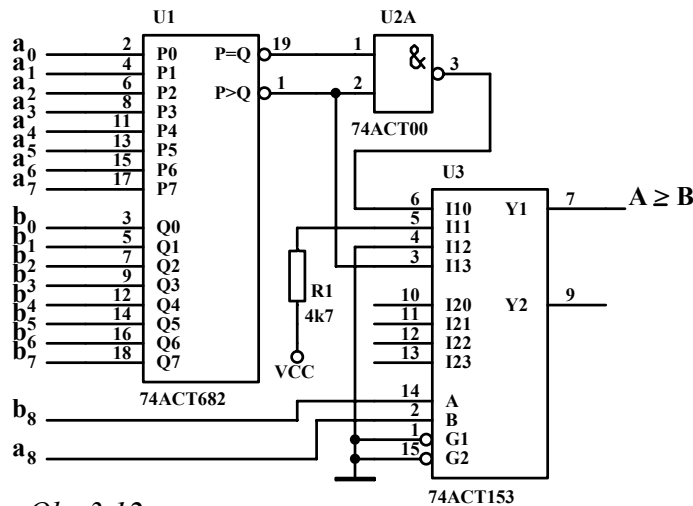 U1
U2A
a0 2 P0 P=Q 19 1 & 3
a1 4 P1
a2 6 P2 P>Q 1 2
a3 8 P3
a4 11 P4 74ACT00
a5 13 P5
a6 15 P6 U3
a7 17 P7
6 I10 Y1 7 A ≥ B
b0 3 Q0 5 I11
b1 5 Q1 4 I12
b2 7 Q2 3 I13
b3 9 Q3 R1
b4 12 Q4 4k7 10 I20 Y2 9
b5 14 Q5 11 I21
b6 16 Q6 12 I22
b7 18 Q7 VCC 13 I23
74ACT682
b8 14 A
a8 2 B
1 G1
15 G2
74ACT153